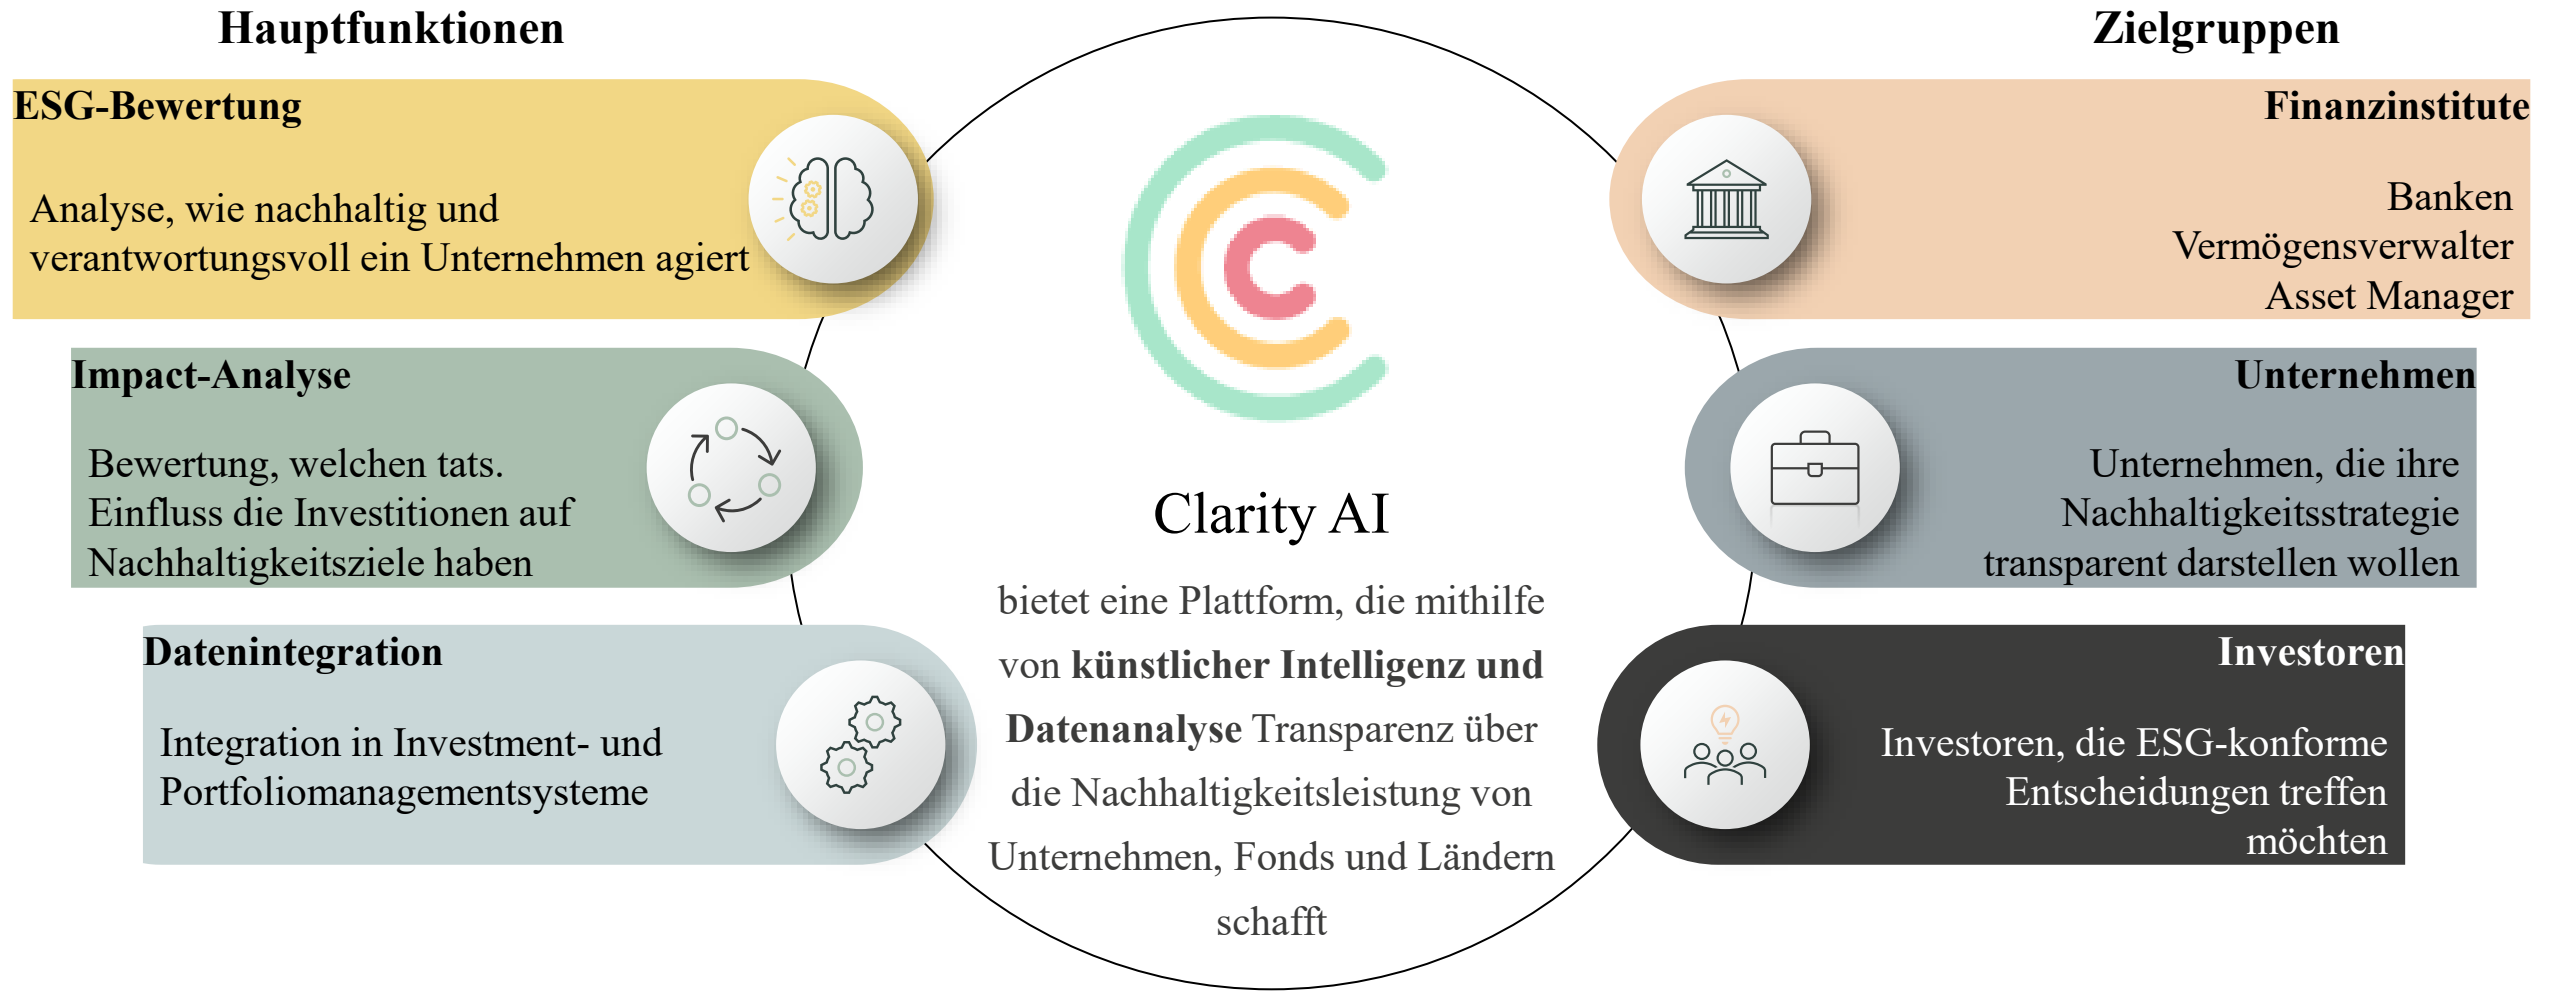 Hauptfunktionen
ESG-Bewertung
Analyse, wie nachhaltig und
verantwortungsvoll ein Unternehmen agiert
Impact-Analyse
Bewertung, welchen tats.
Einfluss die Investitionen auf
Nachhaltigkeitsziele haben
Datenintegration
Integration in Investment- und
Portfoliomanagementsysteme
Clarity AI
bietet eine Plattform, die mithilfe
von künstlicher Intelligenz und
Datenanalyse Transparenz über
die Nachhaltigkeitsleistung von
Unternehmen, Fonds und Ländern
schafft
Zielgruppen
Finanzinstitute
Banken
Vermögensverwalter
Asset Manager
Unternehmen
Unternehmen, die ihre
Nachhaltigkeitsstrategie
transparent darstellen wollen
Investoren
Investoren, die ESG-konforme
Entscheidungen treffen
möchten